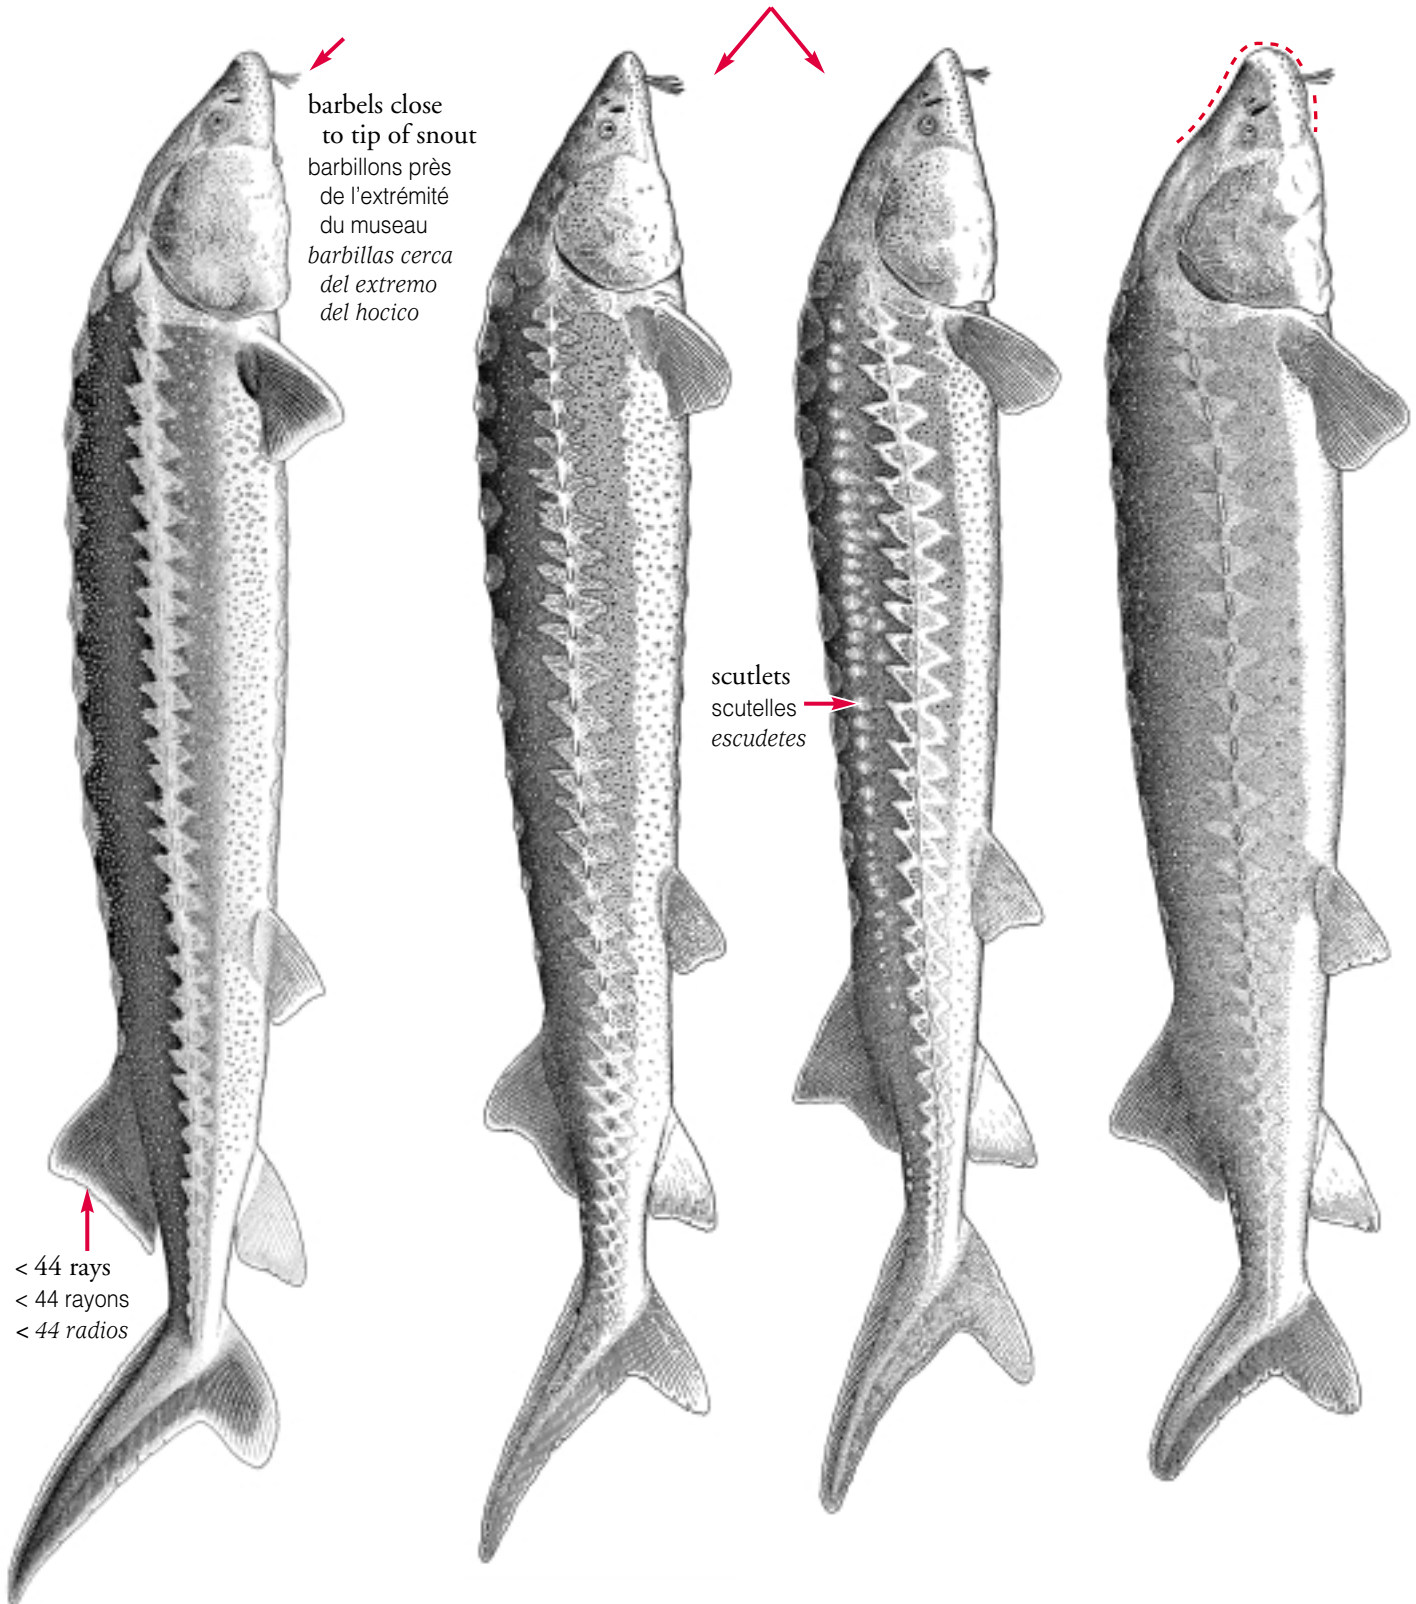 barbels close
to tip of snout
barbillons près
de l'extrémité
du museau
barbillas cerca
del extremo
del hocico
scutlets
scutelles
escudetes
< 44 rays
< 44 rayons
< 44 radios